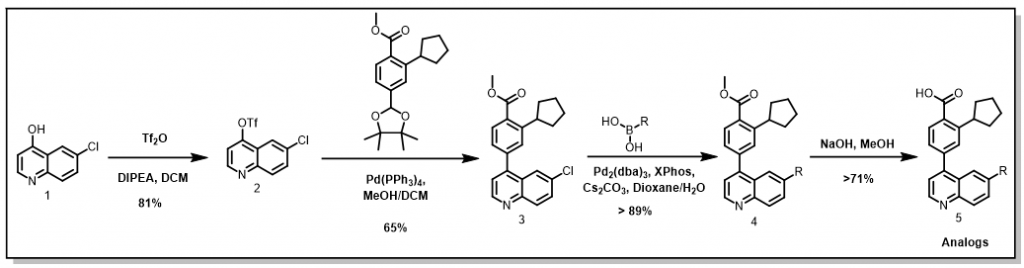 OH
Cl
N
1
Tf₂O
DIPEA, DCM
81%
OTf
Cl
N
2
O
O
O
O
Pd(PPh₃)₄,
MeOH/DCM
65%
O
O
Cl
N
3
HO
B
R
OH
Pd₂(dba)₃, XPhos,
Cs₂CO₃, Dioxane/H₂O
> 89%
O
O
R
N
4
NaOH, MeOH
>71%
HO
O
R
N
5
Analogs